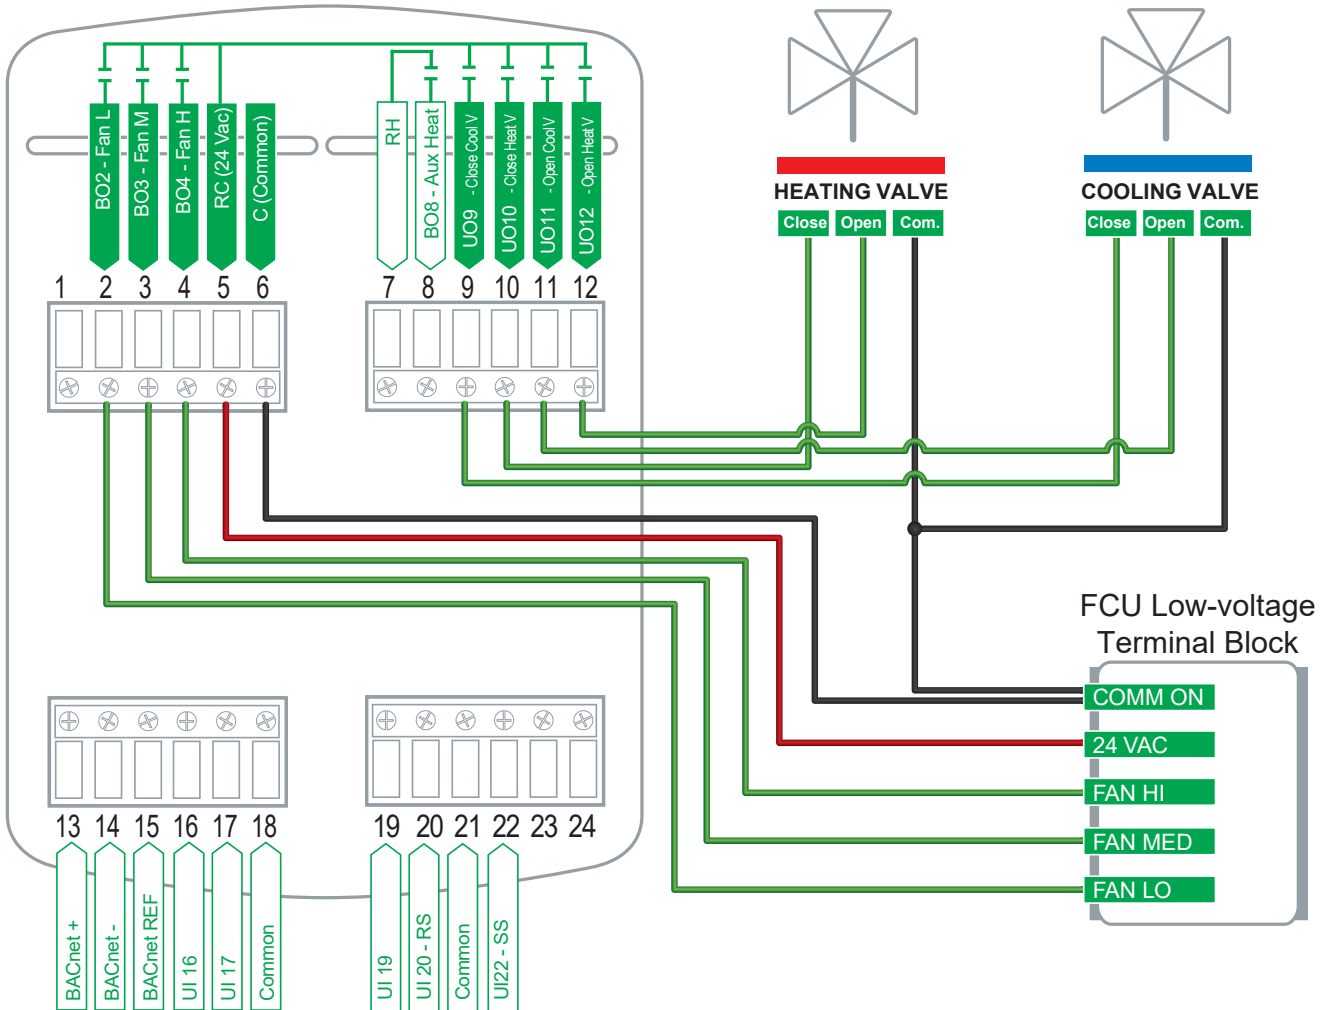 BO2 - Fan L
BO3 - Fan M
BO4 - Fan H
RC (24 Vac)
C (Common)
RH
BO8 - Aux Heat
UO9 - Close Cool V
UO10 - Close Heat V
UO11 - Open Cool V
UO12 - Open Heat V
1 2 3 4 5 6
7 8 9 10 11 12
HEATING VALVE
Close Open Com.
COOLING VALVE
Close Open Com.
FCU Low-voltage
Terminal Block
COMM ON
24 VAC
FAN HI
FAN MED
FAN LO
13 14 15 16 17 18
19 20 21 22 23 24
BACnet +
BACnet -
BACnet REF
UI 16
UI 17
Common
UI 19
UI 20 - RS
Common
UI22 - SS